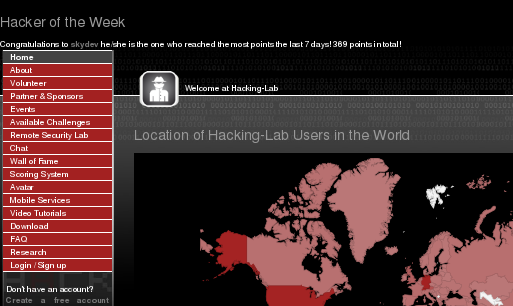 Hacker of the Week
Congratulations to skydev he/she is the one who reached the most points the last 7 days! 369 points in total!
Home
About
Volunteer
Partner & Sponsors
Events
Available Challenges
Remote Security Lab
Chat
Wall of Fame
Scoring System
Avatar
Mobile Services
Video Tutorials
Download
FAQ
Research
Login / Sign up
Don't have an account?
Create a free account
Welcome at Hacking-Lab
Location of Hacking-Lab Users in the World